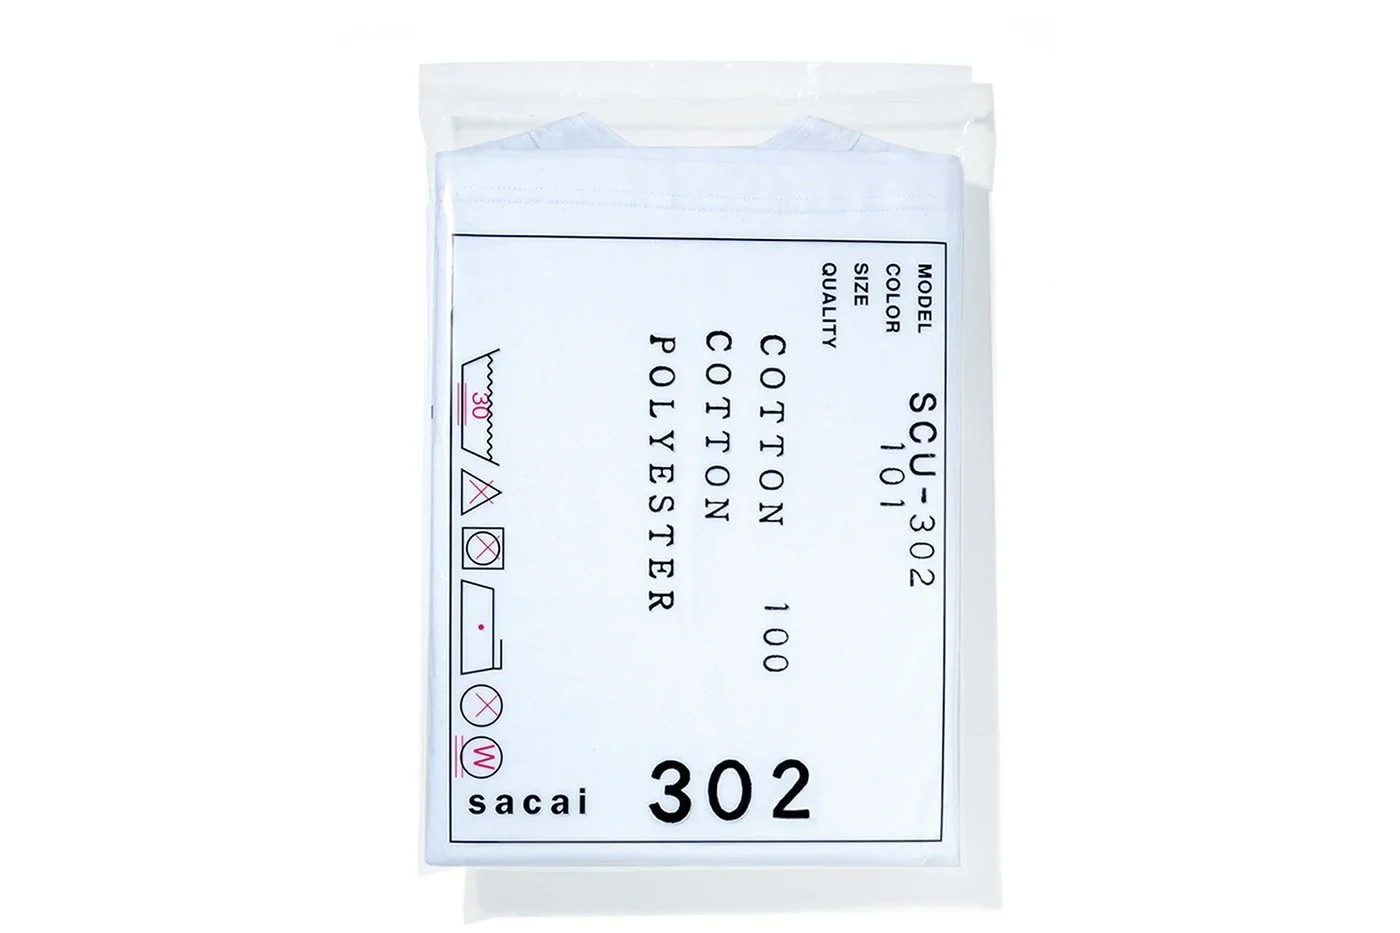 MODEL SCU-302
COLOR 101
SIZE
QUALITY
COTTON 100
COTTON
POLYESTER
30
W
sacai
302